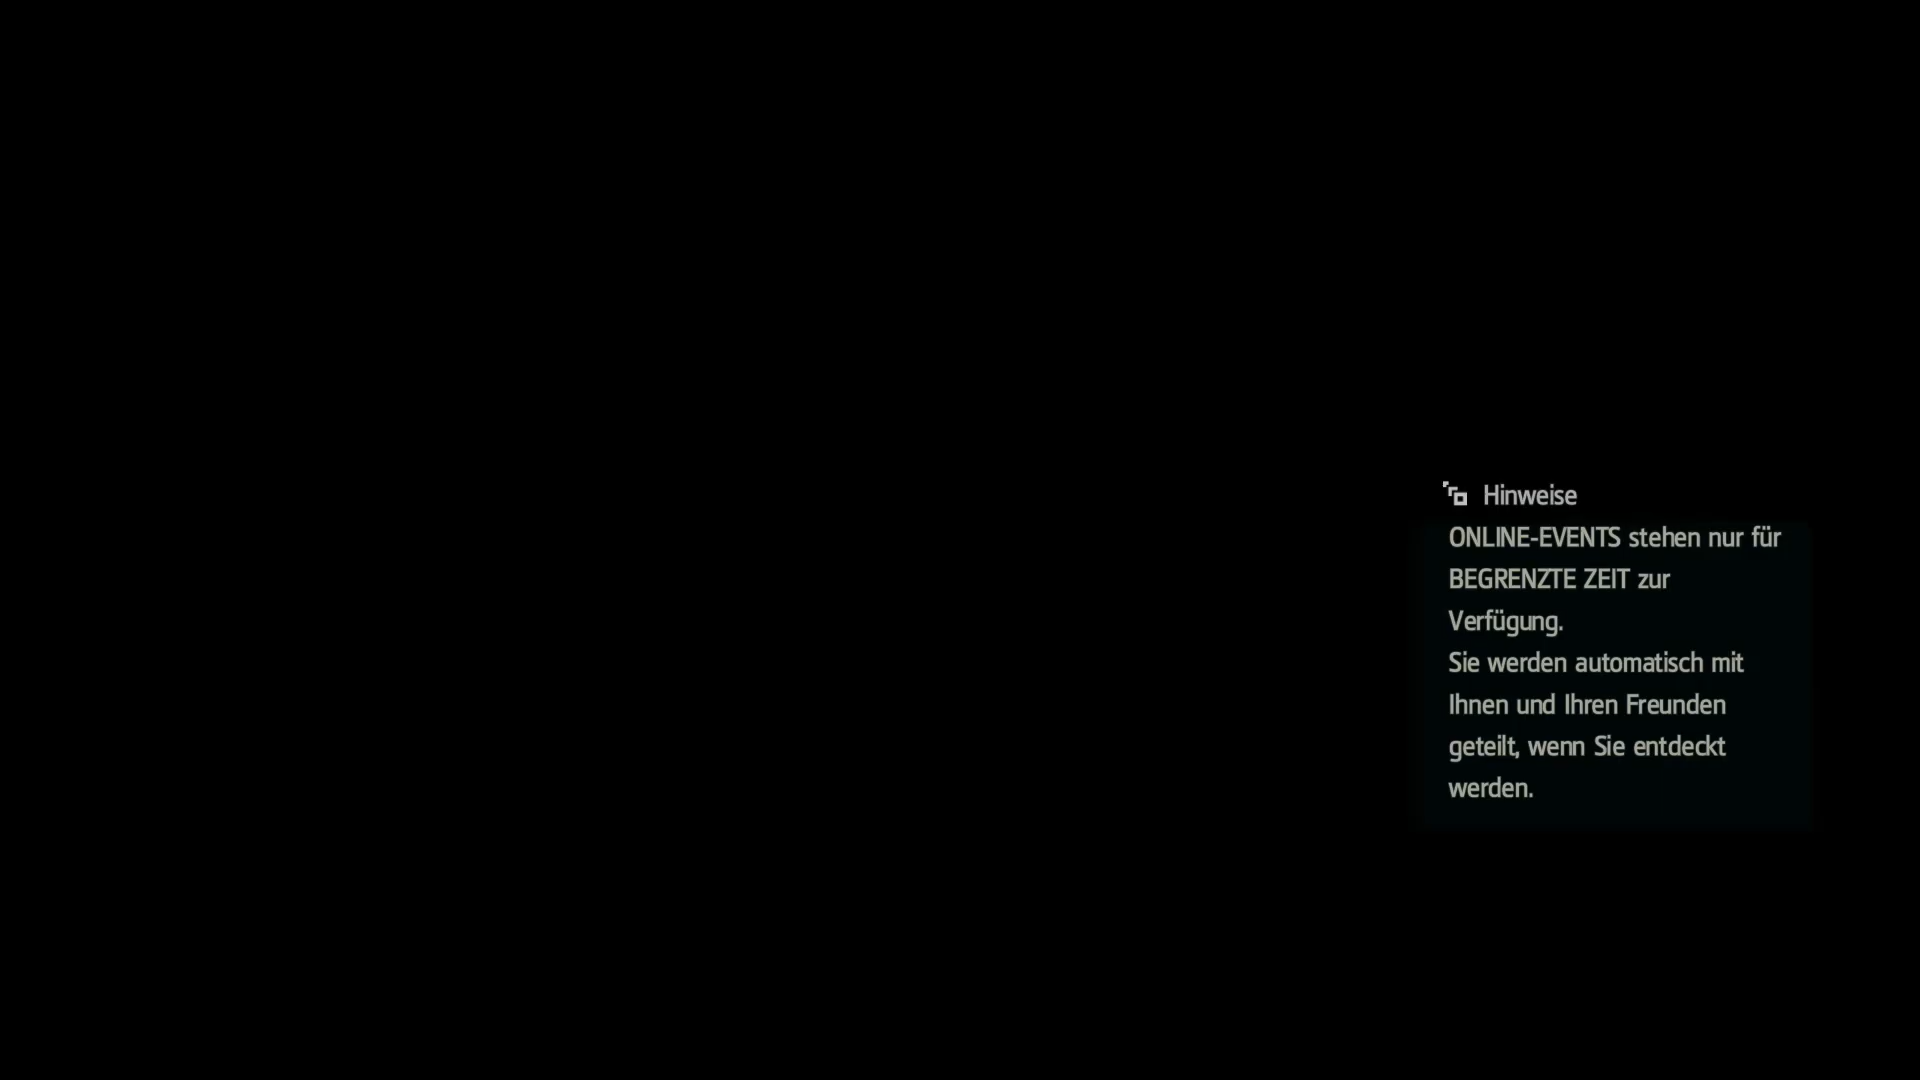 Hinweise
ONLINE-EVENTS stehen nur für
BEGRENZTE ZEIT zur
Verfügung.
Sie werden automatisch mit
Ihnen und Ihren Freunden
geteilt, wenn Sie entdeckt
werden.